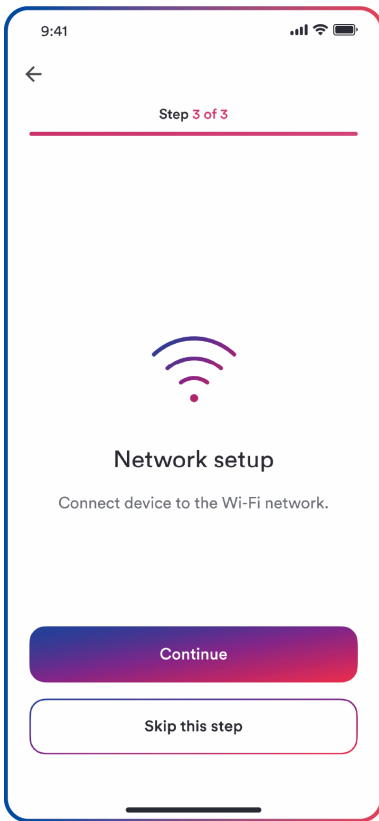 9:41
Step 3 of 3
Network setup
Connect device to the Wi-Fi network.
Continue
Skip this step